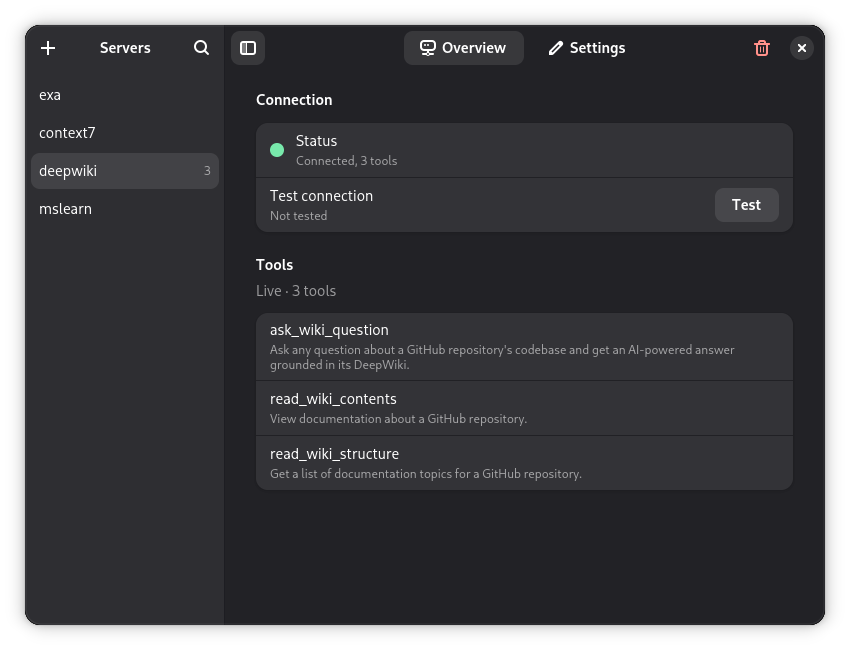 Servers
exa
context7
deepwiki 3
mslearn
Overview
Settings
Connection
Status
Connected, 3 tools
Test connection
Not tested
Test
Tools
Live · 3 tools
ask_wiki_question
Ask any question about a GitHub repository's codebase and get an AI-powered answer
grounded in its DeepWiki.
read_wiki_contents
View documentation about a GitHub repository.
read_wiki_structure
Get a list of documentation topics for a GitHub repository.